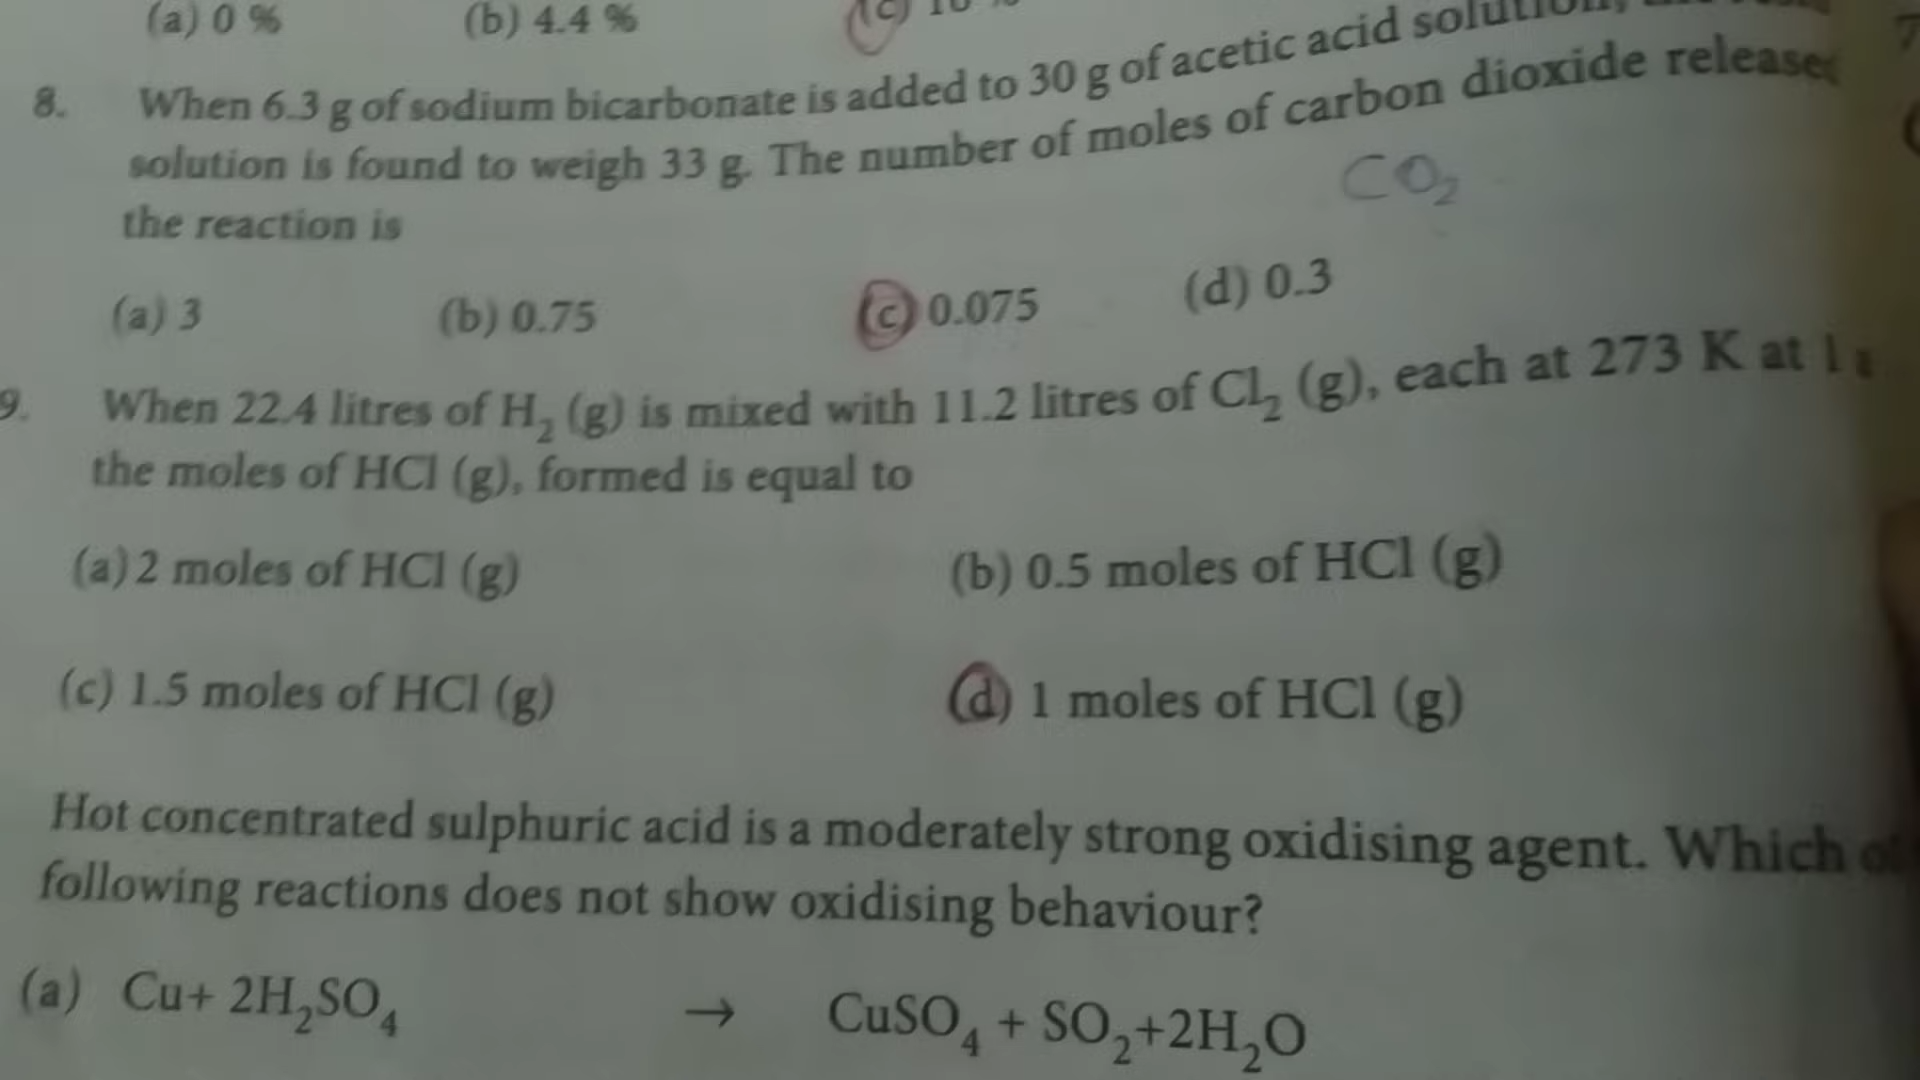 (a) 0 % (b) 4.4 % (c)
8. When 6.3 g of sodium bicarbonate is added to 30 g of acetic acid solution,
solution is found to weigh 33 g. The number of moles of carbon dioxide released
CO₂
the reaction is
(a) 3 (b) 0.75 (c) 0.075 (d) 0.3
9. When 22.4 litres of H₂ (g) is mixed with 11.2 litres of Cl₂ (g), each at 273 K at 1
the moles of HCl (g), formed is equal to
(a) 2 moles of HCl (g) (b) 0.5 moles of HCl (g)
(c) 1.5 moles of HCl (g) (d) 1 moles of HCl (g)
Hot concentrated sulphuric acid is a moderately strong oxidising agent. Which
following reactions does not show oxidising behaviour?
(a) Cu+ 2H₂SO₄ → CuSO₄ + SO₂+2H₂O